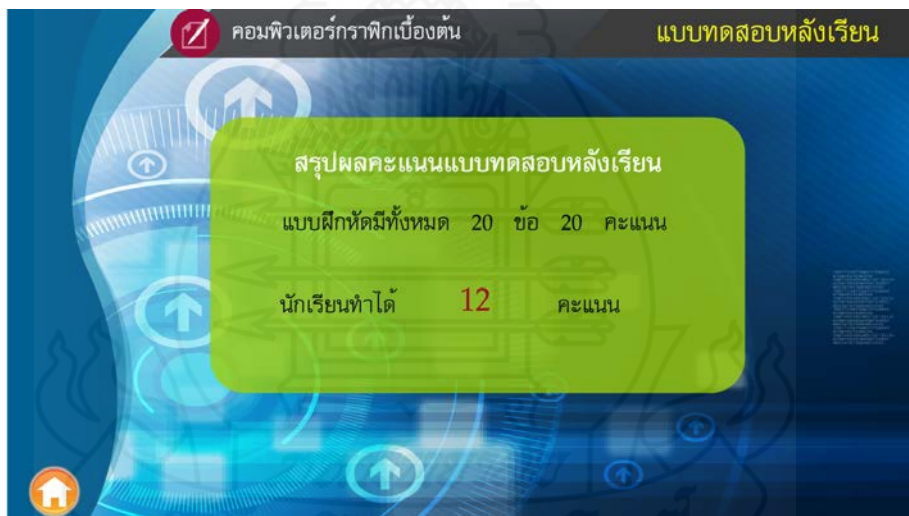 คอมพิวเตอร์กราฟิกเบื้องต้น
แบบทดสอบหลังเรียน
สรุปผลคะแนนแบบทดสอบหลังเรียน
แบบฝึกหัดมีทั้งหมด 20 ข้อ 20 คะแนน
นักเรียนทำได้ 12 คะแนน